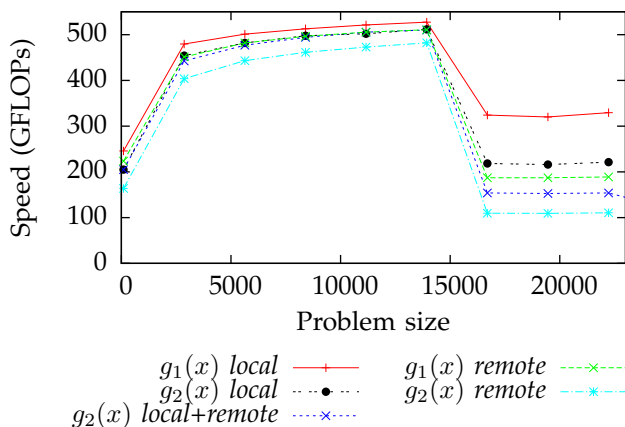 500
400
300
200
100
0
Speed (GFLOPs)
0 5000 10000 15000 20000
Problem size
g₁(x) local g₁(x) remote
g₂(x) local g₂(x) remote
g₂(x) local+remote